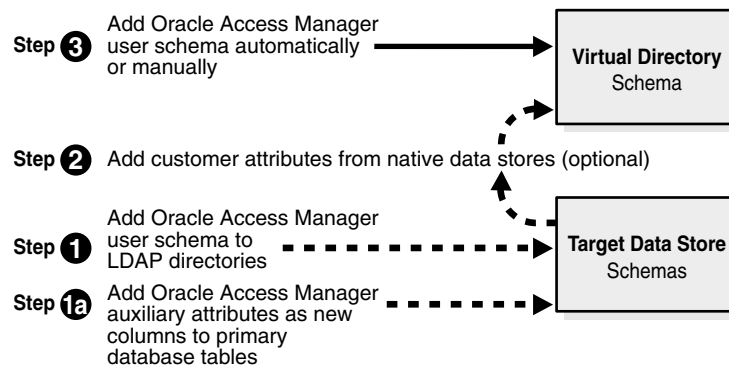 Step 3 Add Oracle Access Manager
user schema automatically
or manually
Virtual Directory
Schema
Step 2 Add customer attributes from native data stores (optional)
Step 1 Add Oracle Access Manager
user schema to
LDAP directories
Target Data Store
Schemas
Step 1a Add Oracle Access Manager
auxiliary attributes as new
columns to primary
database tables